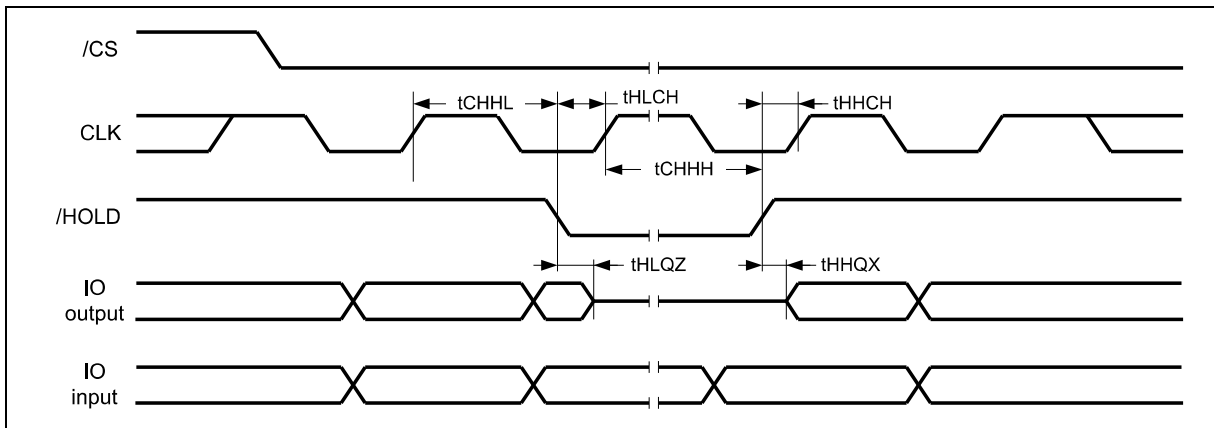 /CS
tCHHL
tHLCH
tHHCH
CLK
tCHHH
/HOLD
tHLQZ
tHHQX
IO
output
IO
input